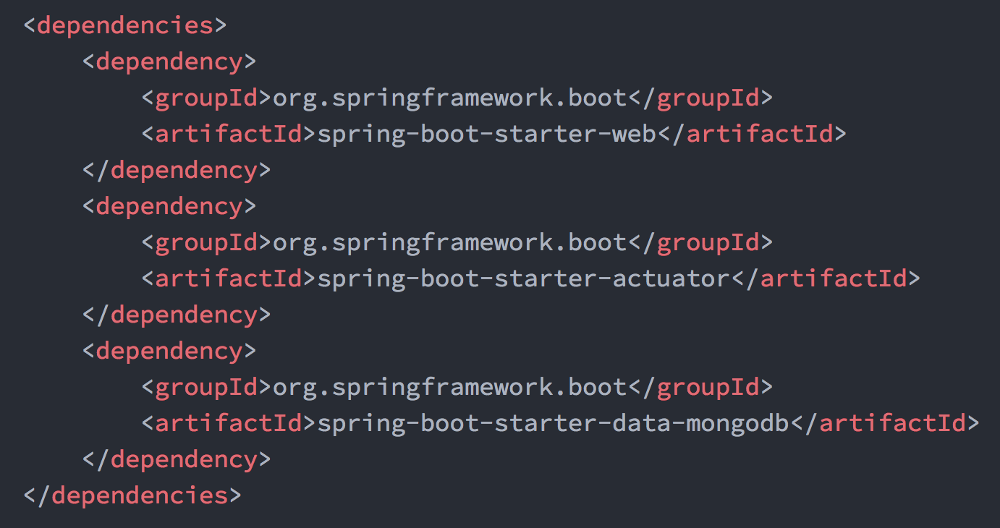 <dependencies>
    <dependency>
        <groupId>org.springframework.boot</groupId>
        <artifactId>spring-boot-starter-web</artifactId>
    </dependency>
    <dependency>
        <groupId>org.springframework.boot</groupId>
        <artifactId>spring-boot-starter-actuator</artifactId>
    </dependency>
    <dependency>
        <groupId>org.springframework.boot</groupId>
        <artifactId>spring-boot-starter-data-mongodb</artifactId>
    </dependency>
</dependencies>